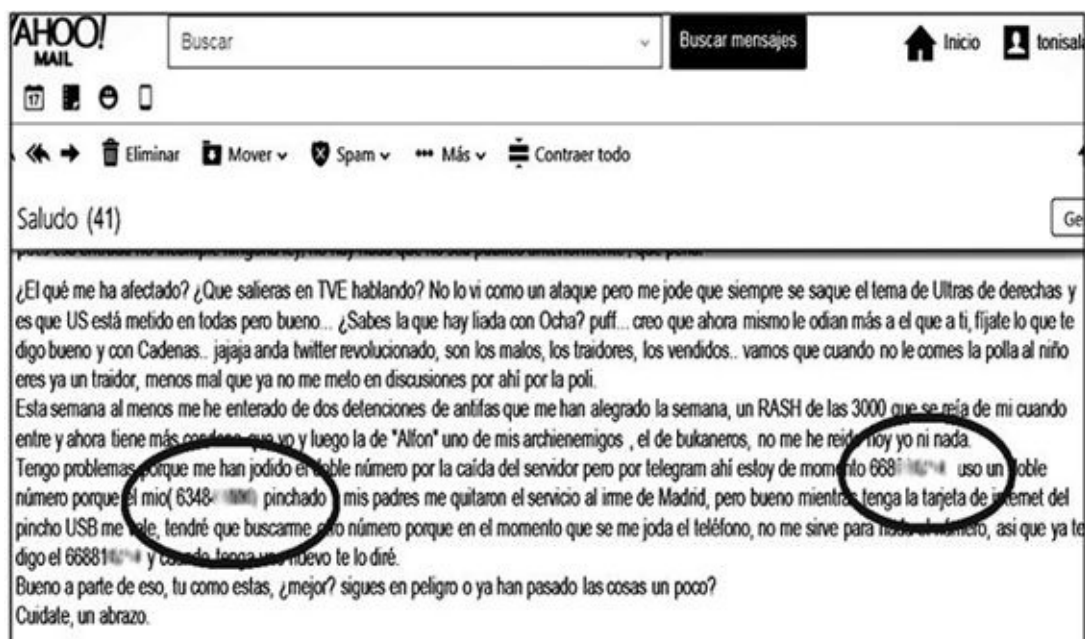 YAHOO!
MAIL
Buscar
Buscar mensajes
Inicio
tonisala
17
Eliminar
Mover
Spam
Más
Contraer todo
Saludo (41)
Ge
¿El qué me ha afectado? ¿Que salieras en TVE hablando? No lo vi como un ataque pero me jode que siempre se saque el tema de Ultras de derechas y
es que US está metido en todas pero bueno... ¿Sabes la que hay liada con Ocha? puff... creo que ahora mismo le odian más a el que a ti, fíjate lo que te
digo bueno y con Cadenas.. jajaja anda twitter revolucionado, son los malos, los traidores, los vendidos.. vamos que cuando no le comes la polla al niño
eres ya un traidor, menos mal que ya no me meto en discusiones por ahí por la poli.
Esta semana al menos me he enterado de dos detenciones de antifas que me han alegrado la semana, un RASH de las 3000 que se reía de mi cuando
entre y ahora tiene más que yo y luego la de "Alfon" uno de mis archienemigos , el de bukaneros, no me he reido hoy yo ni nada.
Tengo problemas porque me han jodido el doble número por la caída del servidor pero por telegram ahí estoy de momento 668 uso un doble
número porque el mio( 6348 pinchado mis padres me quitaron el servicio al irme de Madrid, pero bueno mientras tenga la tarjeta de internet del
pincho USB me vale, tendré que buscarme otro número porque en el momento que se me joda el teléfono, no me sirve para nada el número, asi que ya te
digo el 66881 y cuando tenga uno nuevo te lo diré.
Bueno a parte de eso, tu como estas, ¿mejor? sigues en peligro o ya han pasado las cosas un poco?
Cuidate, un abrazo.